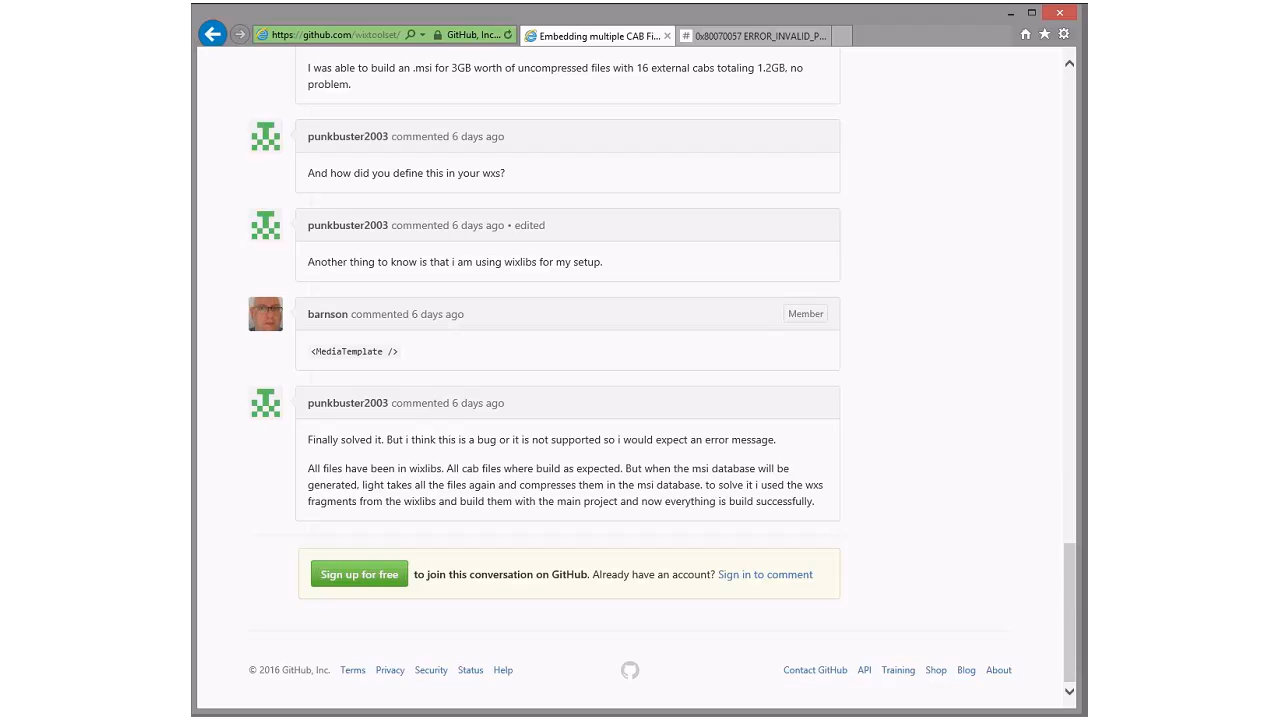 https://github.com/wixtoolset/
GitHub, Inc...
Embedding multiple CAB Fi...
0x80070057 ERROR_INVALID_P...
I was able to build an .msi for 3GB worth of uncompressed files with 16 external cabs totaling 1.2GB, no
problem.
punkbuster2003 commented 6 days ago
And how did you define this in your wxs?
punkbuster2003 commented 6 days ago • edited
Another thing to know is that i am using wixlibs for my setup.
barnson commented 6 days ago
Member
<MediaTemplate />
punkbuster2003 commented 6 days ago
Finally solved it. But i think this is a bug or it is not supported so i would expect an error message.
All files have been in wixlibs. All cab files where build as expected. But when the msi database will be
generated, light takes all the files again and compresses them in the msi database. to solve it i used the wxs
fragments from the wixlibs and build them with the main project and now everything is build successfully.
Sign up for free to join this conversation on GitHub. Already have an account? Sign in to comment
© 2016 GitHub, Inc. Terms Privacy Security Status Help
Contact GitHub API Training Shop Blog About